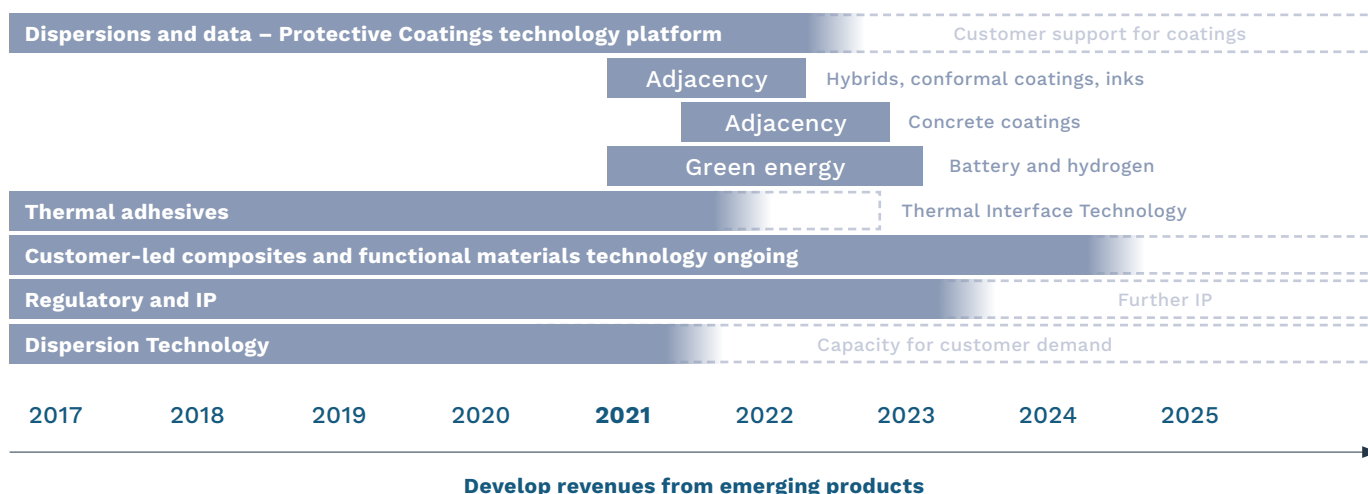 Dispersions and data – Protective Coatings technology platform
Customer support for coatings
Adjacency
Hybrids, conformal coatings, inks
Adjacency
Concrete coatings
Green energy
Battery and hydrogen
Thermal adhesives
Thermal Interface Technology
Customer-led composites and functional materials technology ongoing
Regulatory and IP
Further IP
Dispersion Technology
Capacity for customer demand
2017 2018 2019 2020 2021 2022 2023 2024 2025
Develop revenues from emerging products